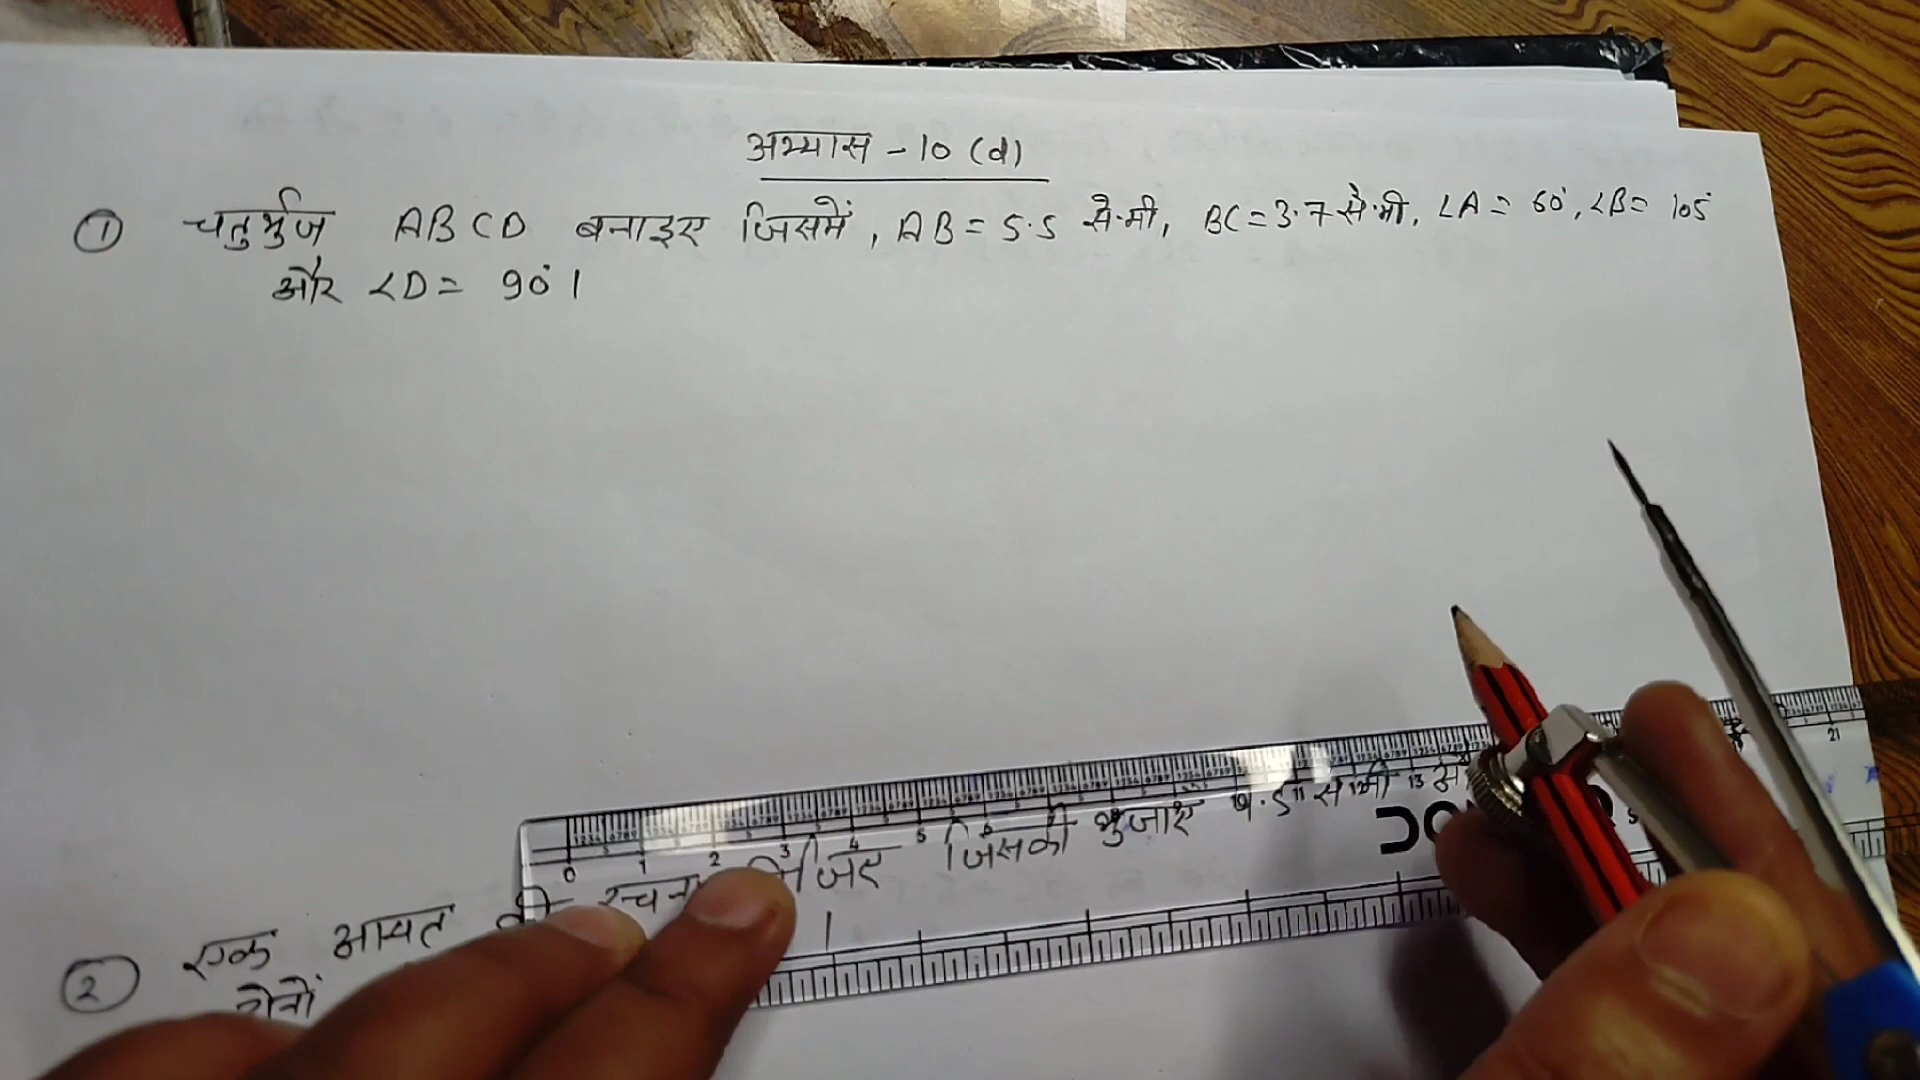 अभ्यास - 10 (d)
① चतुर्भुज ABCD बनाइए जिसमें, AB = 5.5 से.मी, BC = 3.7 से.मी, ∠A = 60°, ∠B = 105°
और ∠D = 90°।
② एक आयत की रचना कीजिए जिसकी भुजाएँ
दोनों